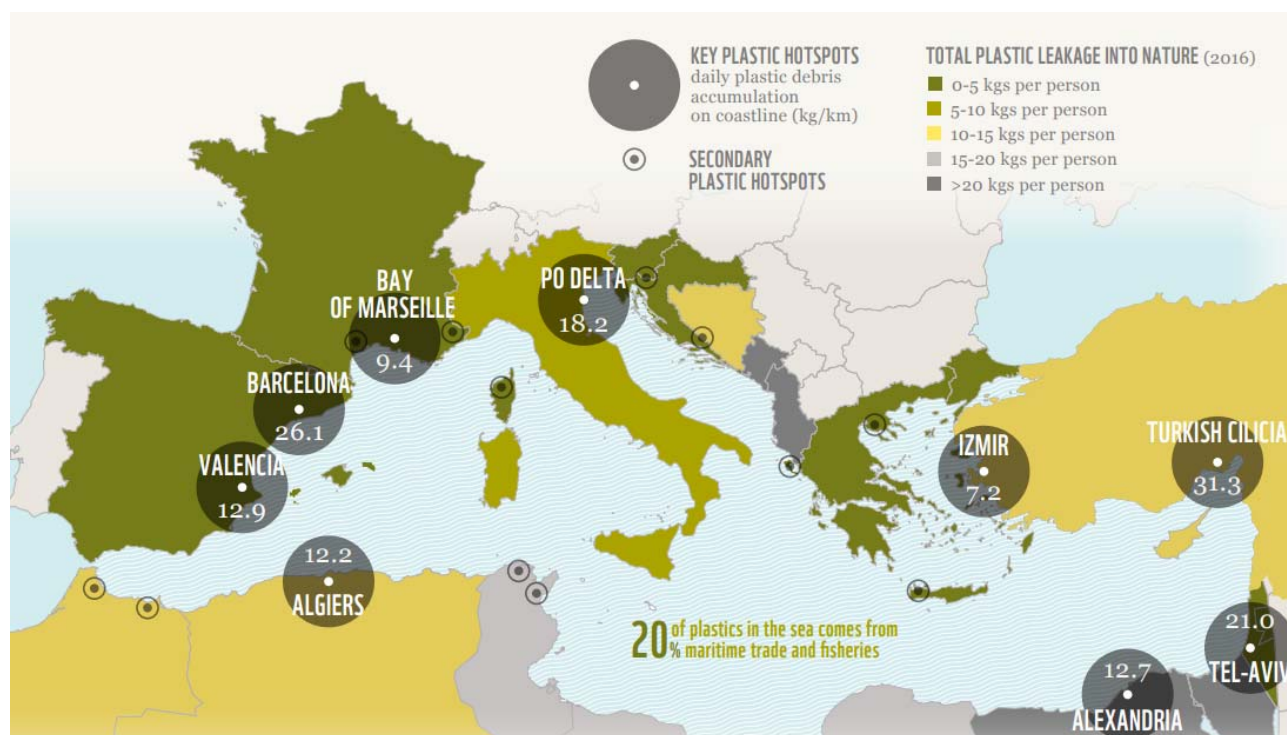 KEY PLASTIC HOTSPOTS
daily plastic debris
accumulation
on coastline (kg/km)
SECONDARY
PLASTIC HOTSPOTS
TOTAL PLASTIC LEAKAGE INTO NATURE (2016)
0-5 kgs per person
5-10 kgs per person
10-15 kgs per person
15-20 kgs per person
>20 kgs per person
BAY
OF MARSEILLE
9.4
PO DELTA
18.2
BARCELONA
26.1
VALENCIA
12.9
IZMIR
7.2
TURKISH CILICIA
31.3
12.2
ALGIERS
20% of plastics in the sea comes from
maritime trade and fisheries
21.0
TEL-AVIV
12.7
ALEXANDRIA